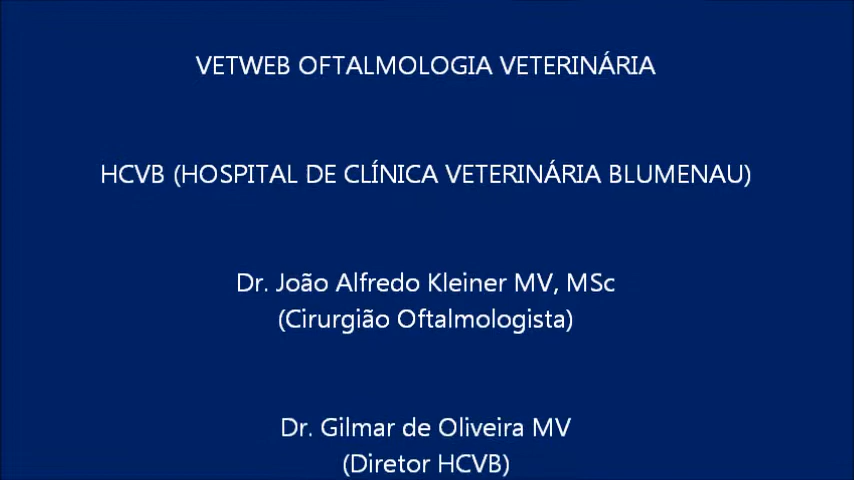 VETWEB OFTALMOLOGIA VETERINÁRIA
HCVB (HOSPITAL DE CLÍNICA VETERINÁRIA BLUMENAU)
Dr. João Alfredo Kleiner MV, MSc
(Cirurgião Oftalmologista)
Dr. Gilmar de Oliveira MV
(Diretor HCVB)